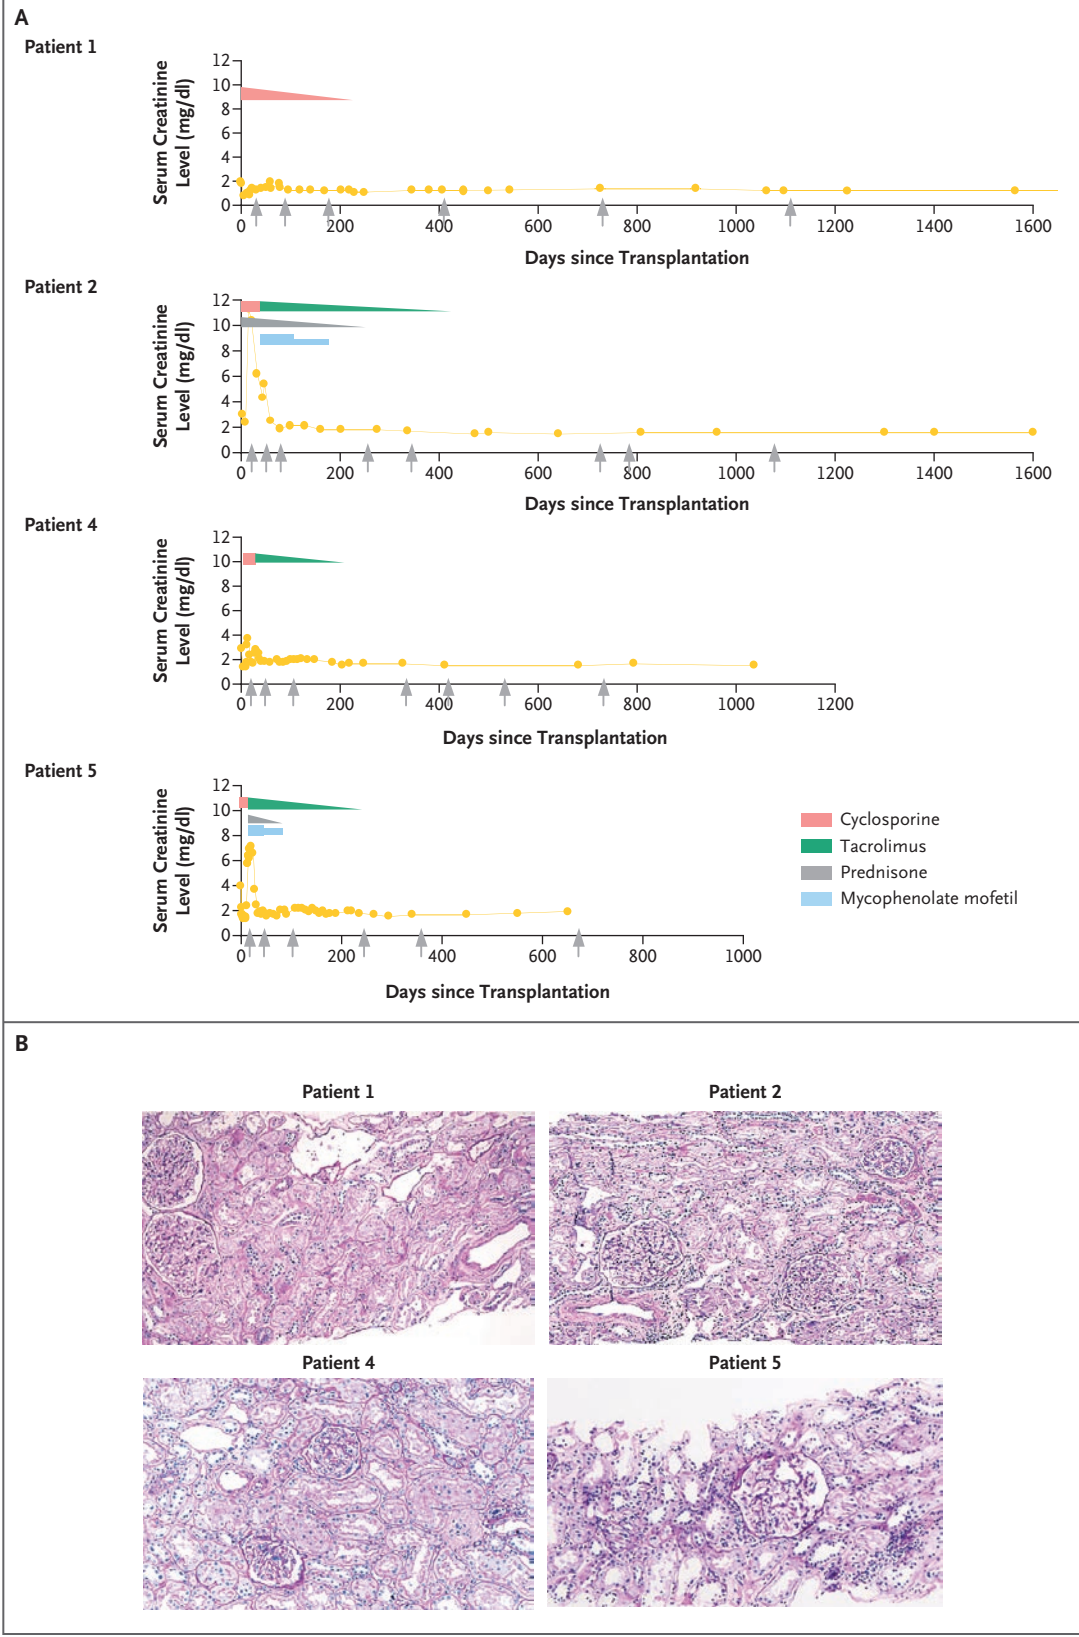 A
Patient 1
Serum Creatinine
Level (mg/dl)
12
10
8
6
4
2
0
0 200 400 600 800 1000 1200 1400 1600
Days since Transplantation
Patient 2
Serum Creatinine
Level (mg/dl)
12
10
8
6
4
2
0
0 200 400 600 800 1000 1200 1400 1600
Days since Transplantation
Patient 4
Serum Creatinine
Level (mg/dl)
12
10
8
6
4
2
0
0 200 400 600 800 1000 1200
Days since Transplantation
Patient 5
Serum Creatinine
Level (mg/dl)
12
10
8
6
4
2
0
0 200 400 600 800 1000
Days since Transplantation
Cyclosporine
Tacrolimus
Prednisone
Mycophenolate mofetil
B
Patient 1
Patient 2
Patient 4
Patient 5